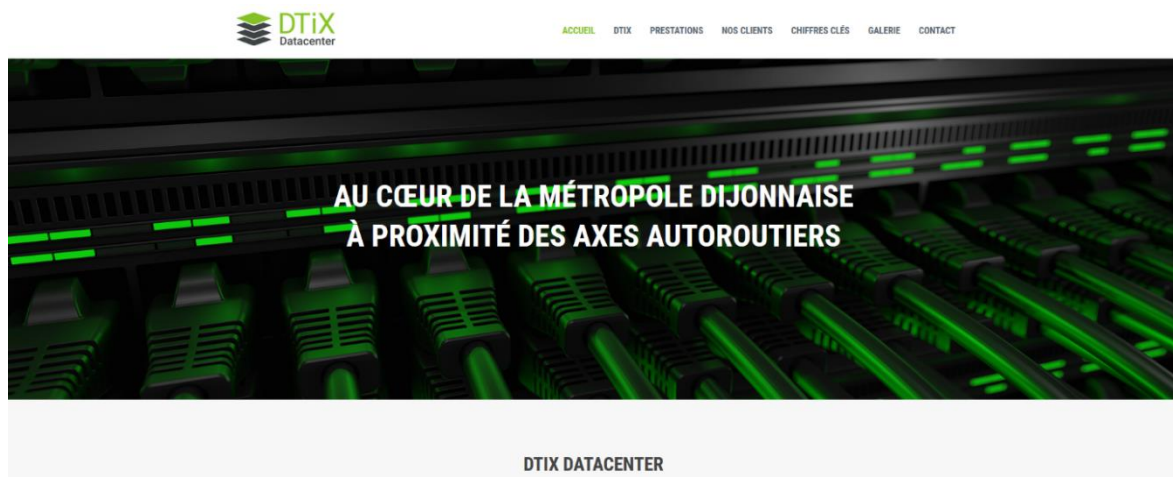 DTiX
Datacenter
ACCUEIL DTIX PRESTATIONS NOS CLIENTS CHIFFRES CLÉS GALERIE CONTACT
AU CŒUR DE LA MÉTROPOLE DIJONNAISE
À PROXIMITÉ DES AXES AUTOROUTIERS
DTIX DATACENTER